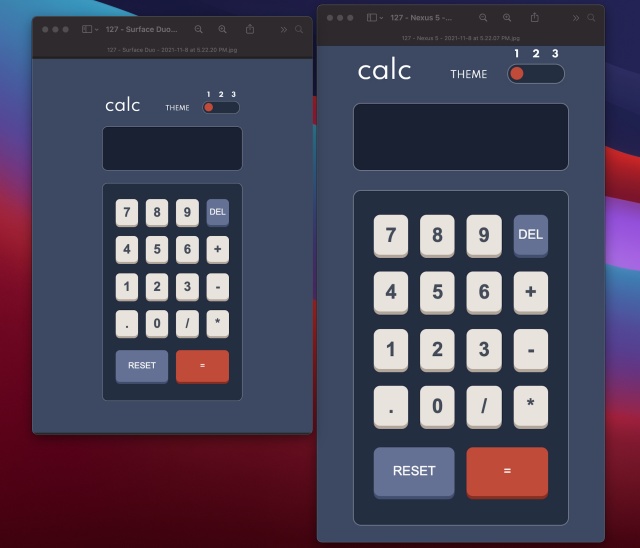 127 - Surface Duo...
127 - Surface Duo - 2021-11-8 at 5.22.20 PM.jpg
calc
THEME
1 2 3
7 8 9 DEL
4 5 6 +
1 2 3 -
. 0 / *
RESET =
127 - Nexus 5 -...
127 - Nexus 5 - 2021-11-8 at 5.22.07 PM.jpg
calc
THEME
1 2 3
7 8 9 DEL
4 5 6 +
1 2 3 -
. 0 / *
RESET =